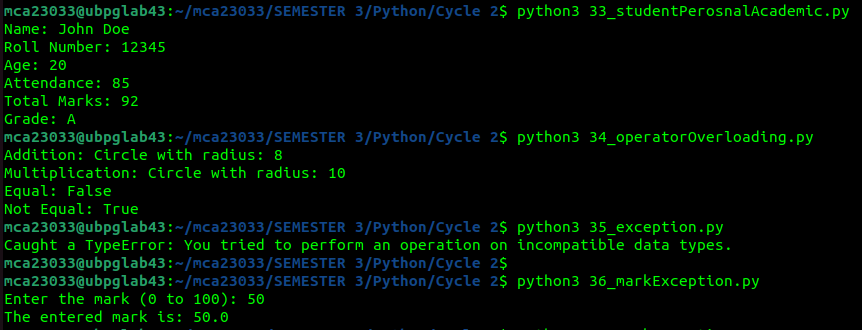 mca23033@ubpglab43:~/mca23033/SEMESTER 3/Python/Cycle 2$ python3 33_studentPerosnalAcademic.py
Name: John Doe
Roll Number: 12345
Age: 20
Attendance: 85
Total Marks: 92
Grade: A
mca23033@ubpglab43:~/mca23033/SEMESTER 3/Python/Cycle 2$ python3 34_operatorOverloading.py
Addition: Circle with radius: 8
Multiplication: Circle with radius: 10
Equal: False
Not Equal: True
mca23033@ubpglab43:~/mca23033/SEMESTER 3/Python/Cycle 2$ python3 35_exception.py
Caught a TypeError: You tried to perform an operation on incompatible data types.
mca23033@ubpglab43:~/mca23033/SEMESTER 3/Python/Cycle 2$
mca23033@ubpglab43:~/mca23033/SEMESTER 3/Python/Cycle 2$ python3 36_markException.py
Enter the mark (0 to 100): 50
The entered mark is: 50.0